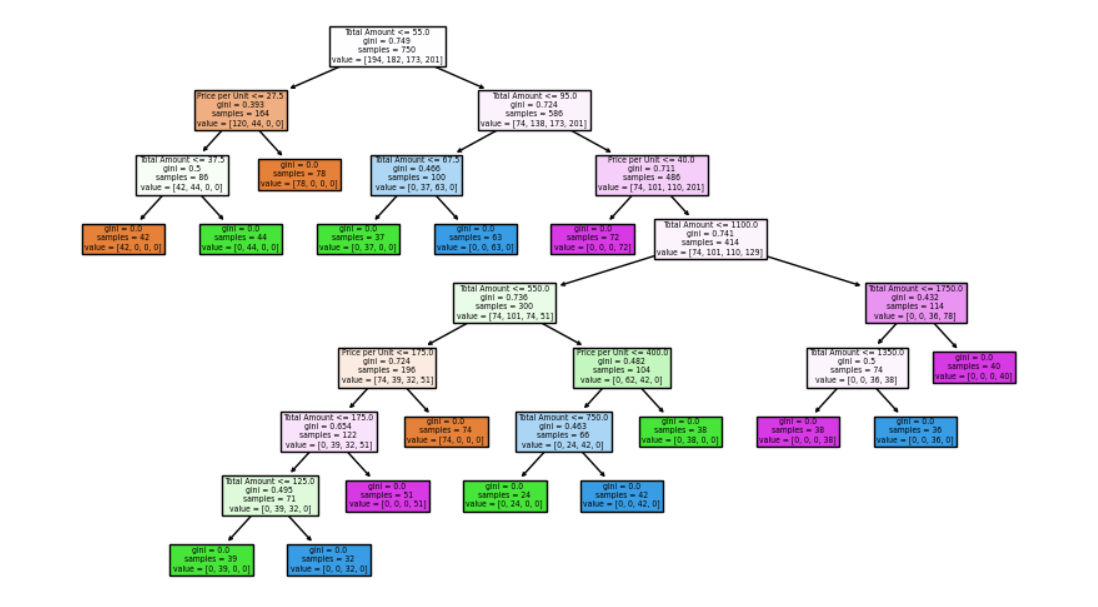 Total Amount <= 55.0
gini = 0.749
samples = 750
value = [194, 182, 173, 201]
Price per Unit <= 27.5
gini = 0.393
samples = 164
value = [120, 44, 0, 0]
Total Amount <= 95.0
gini = 0.724
samples = 586
value = [74, 138, 173, 201]
Total Amount <= 37.5
gini = 0.5
samples = 86
value = [42, 44, 0, 0]
gini = 0.0
samples = 78
value = [78, 0, 0, 0]
Total Amount <= 67.5
gini = 0.466
samples = 100
value = [0, 37, 63, 0]
Price per Unit <= 40.0
gini = 0.711
samples = 486
value = [74, 101, 110, 201]
gini = 0.0
samples = 42
value = [42, 0, 0, 0]
gini = 0.0
samples = 44
value = [0, 44, 0, 0]
gini = 0.0
samples = 37
value = [0, 37, 0, 0]
gini = 0.0
samples = 63
value = [0, 0, 63, 0]
gini = 0.0
samples = 72
value = [0, 0, 0, 72]
Total Amount <= 1100.0
gini = 0.741
samples = 414
value = [74, 101, 110, 129]
Total Amount <= 550.0
gini = 0.736
samples = 300
value = [74, 101, 74, 51]
Total Amount <= 1750.0
gini = 0.432
samples = 114
value = [0, 0, 36, 78]
Price per Unit <= 175.0
gini = 0.724
samples = 196
value = [74, 39, 32, 51]
Price per Unit <= 400.0
gini = 0.482
samples = 104
value = [0, 62, 42, 0]
Total Amount <= 1350.0
gini = 0.5
samples = 74
value = [0, 0, 36, 38]
gini = 0.0
samples = 40
value = [0, 0, 0, 40]
Total Amount <= 175.0
gini = 0.654
samples = 122
value = [0, 39, 32, 51]
gini = 0.0
samples = 74
value = [74, 0, 0, 0]
Total Amount <= 750.0
gini = 0.463
samples = 66
value = [0, 24, 42, 0]
gini = 0.0
samples = 38
value = [0, 38, 0, 0]
gini = 0.0
samples = 38
value = [0, 0, 0, 38]
gini = 0.0
samples = 36
value = [0, 0, 36, 0]
Total Amount <= 125.0
gini = 0.495
samples = 71
value = [0, 39, 32, 0]
gini = 0.0
samples = 51
value = [0, 0, 0, 51]
gini = 0.0
samples = 24
value = [0, 24, 0, 0]
gini = 0.0
samples = 42
value = [0, 0, 42, 0]
gini = 0.0
samples = 39
value = [0, 39, 0, 0]
gini = 0.0
samples = 32
value = [0, 0, 32, 0]